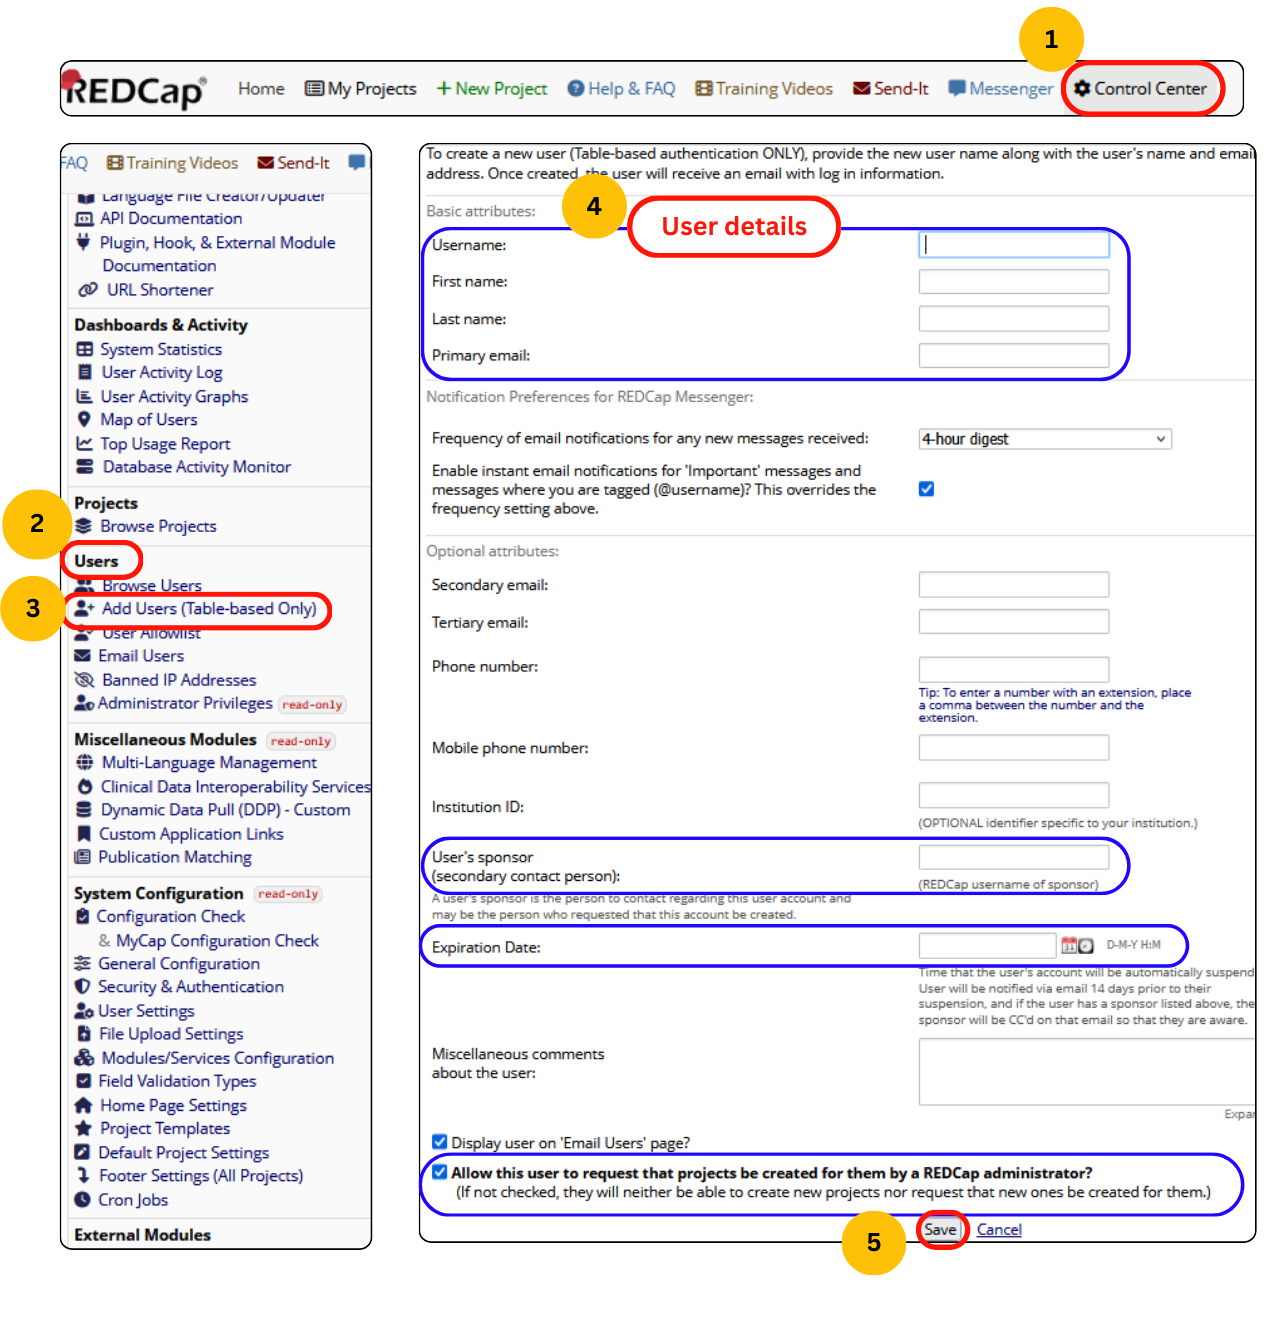 1
REDCap®
Home
My Projects
+ New Project
Help & FAQ
Training Videos
Send-It
Messenger
Control Center
FAQ
Training Videos
Send-It
Language File Creator/Updater
API Documentation
Plugin, Hook, & External Module
Documentation
URL Shortener
Dashboards & Activity
System Statistics
User Activity Log
User Activity Graphs
Map of Users
Top Usage Report
Database Activity Monitor
Projects
2
Browse Projects
Users
Browse Users
3
Add Users (Table-based Only)
User Allowlist
Email Users
Banned IP Addresses
Administrator Privileges read-only
Miscellaneous Modules read-only
Multi-Language Management
Clinical Data Interoperability Services
Dynamic Data Pull (DDP) - Custom
Custom Application Links
Publication Matching
System Configuration read-only
Configuration Check
& MyCap Configuration Check
General Configuration
Security & Authentication
User Settings
File Upload Settings
Modules/Services Configuration
Field Validation Types
Home Page Settings
Project Templates
Default Project Settings
Footer Settings (All Projects)
Cron Jobs
External Modules
To create a new user (Table-based authentication ONLY), provide the new user name along with the user's name and emai
address. Once created, the user will receive an email with log in information.
4
Basic attributes:
User details
Username:
First name:
Last name:
Primary email:
Notification Preferences for REDCap Messenger:
Frequency of email notifications for any new messages received:
4-hour digest
Enable instant email notifications for 'Important' messages and
messages where you are tagged (@username)? This overrides the
frequency setting above.
Optional attributes:
Secondary email:
Tertiary email:
Phone number:
Tip: To enter a number with an extension, place
a comma between the number and the
extension.
Mobile phone number:
Institution ID:
(OPTIONAL identifier specific to your institution.)
User's sponsor
(secondary contact person):
(REDCap username of sponsor)
A user's sponsor is the person to contact regarding this user account and
may be the person who requested that this account be created.
Expiration Date:
31
D-M-Y H:M
Time that the user's account will be automatically suspend
User will be notified via email 14 days prior to their
suspension, and if the user has a sponsor listed above, the
sponsor will be CC'd on that email so that they are aware.
Miscellaneous comments
about the user:
Expar
Display user on 'Email Users' page?
Allow this user to request that projects be created for them by a REDCap administrator?
(If not checked, they will neither be able to create new projects nor request that new ones be created for them.)
5
Save
Cancel